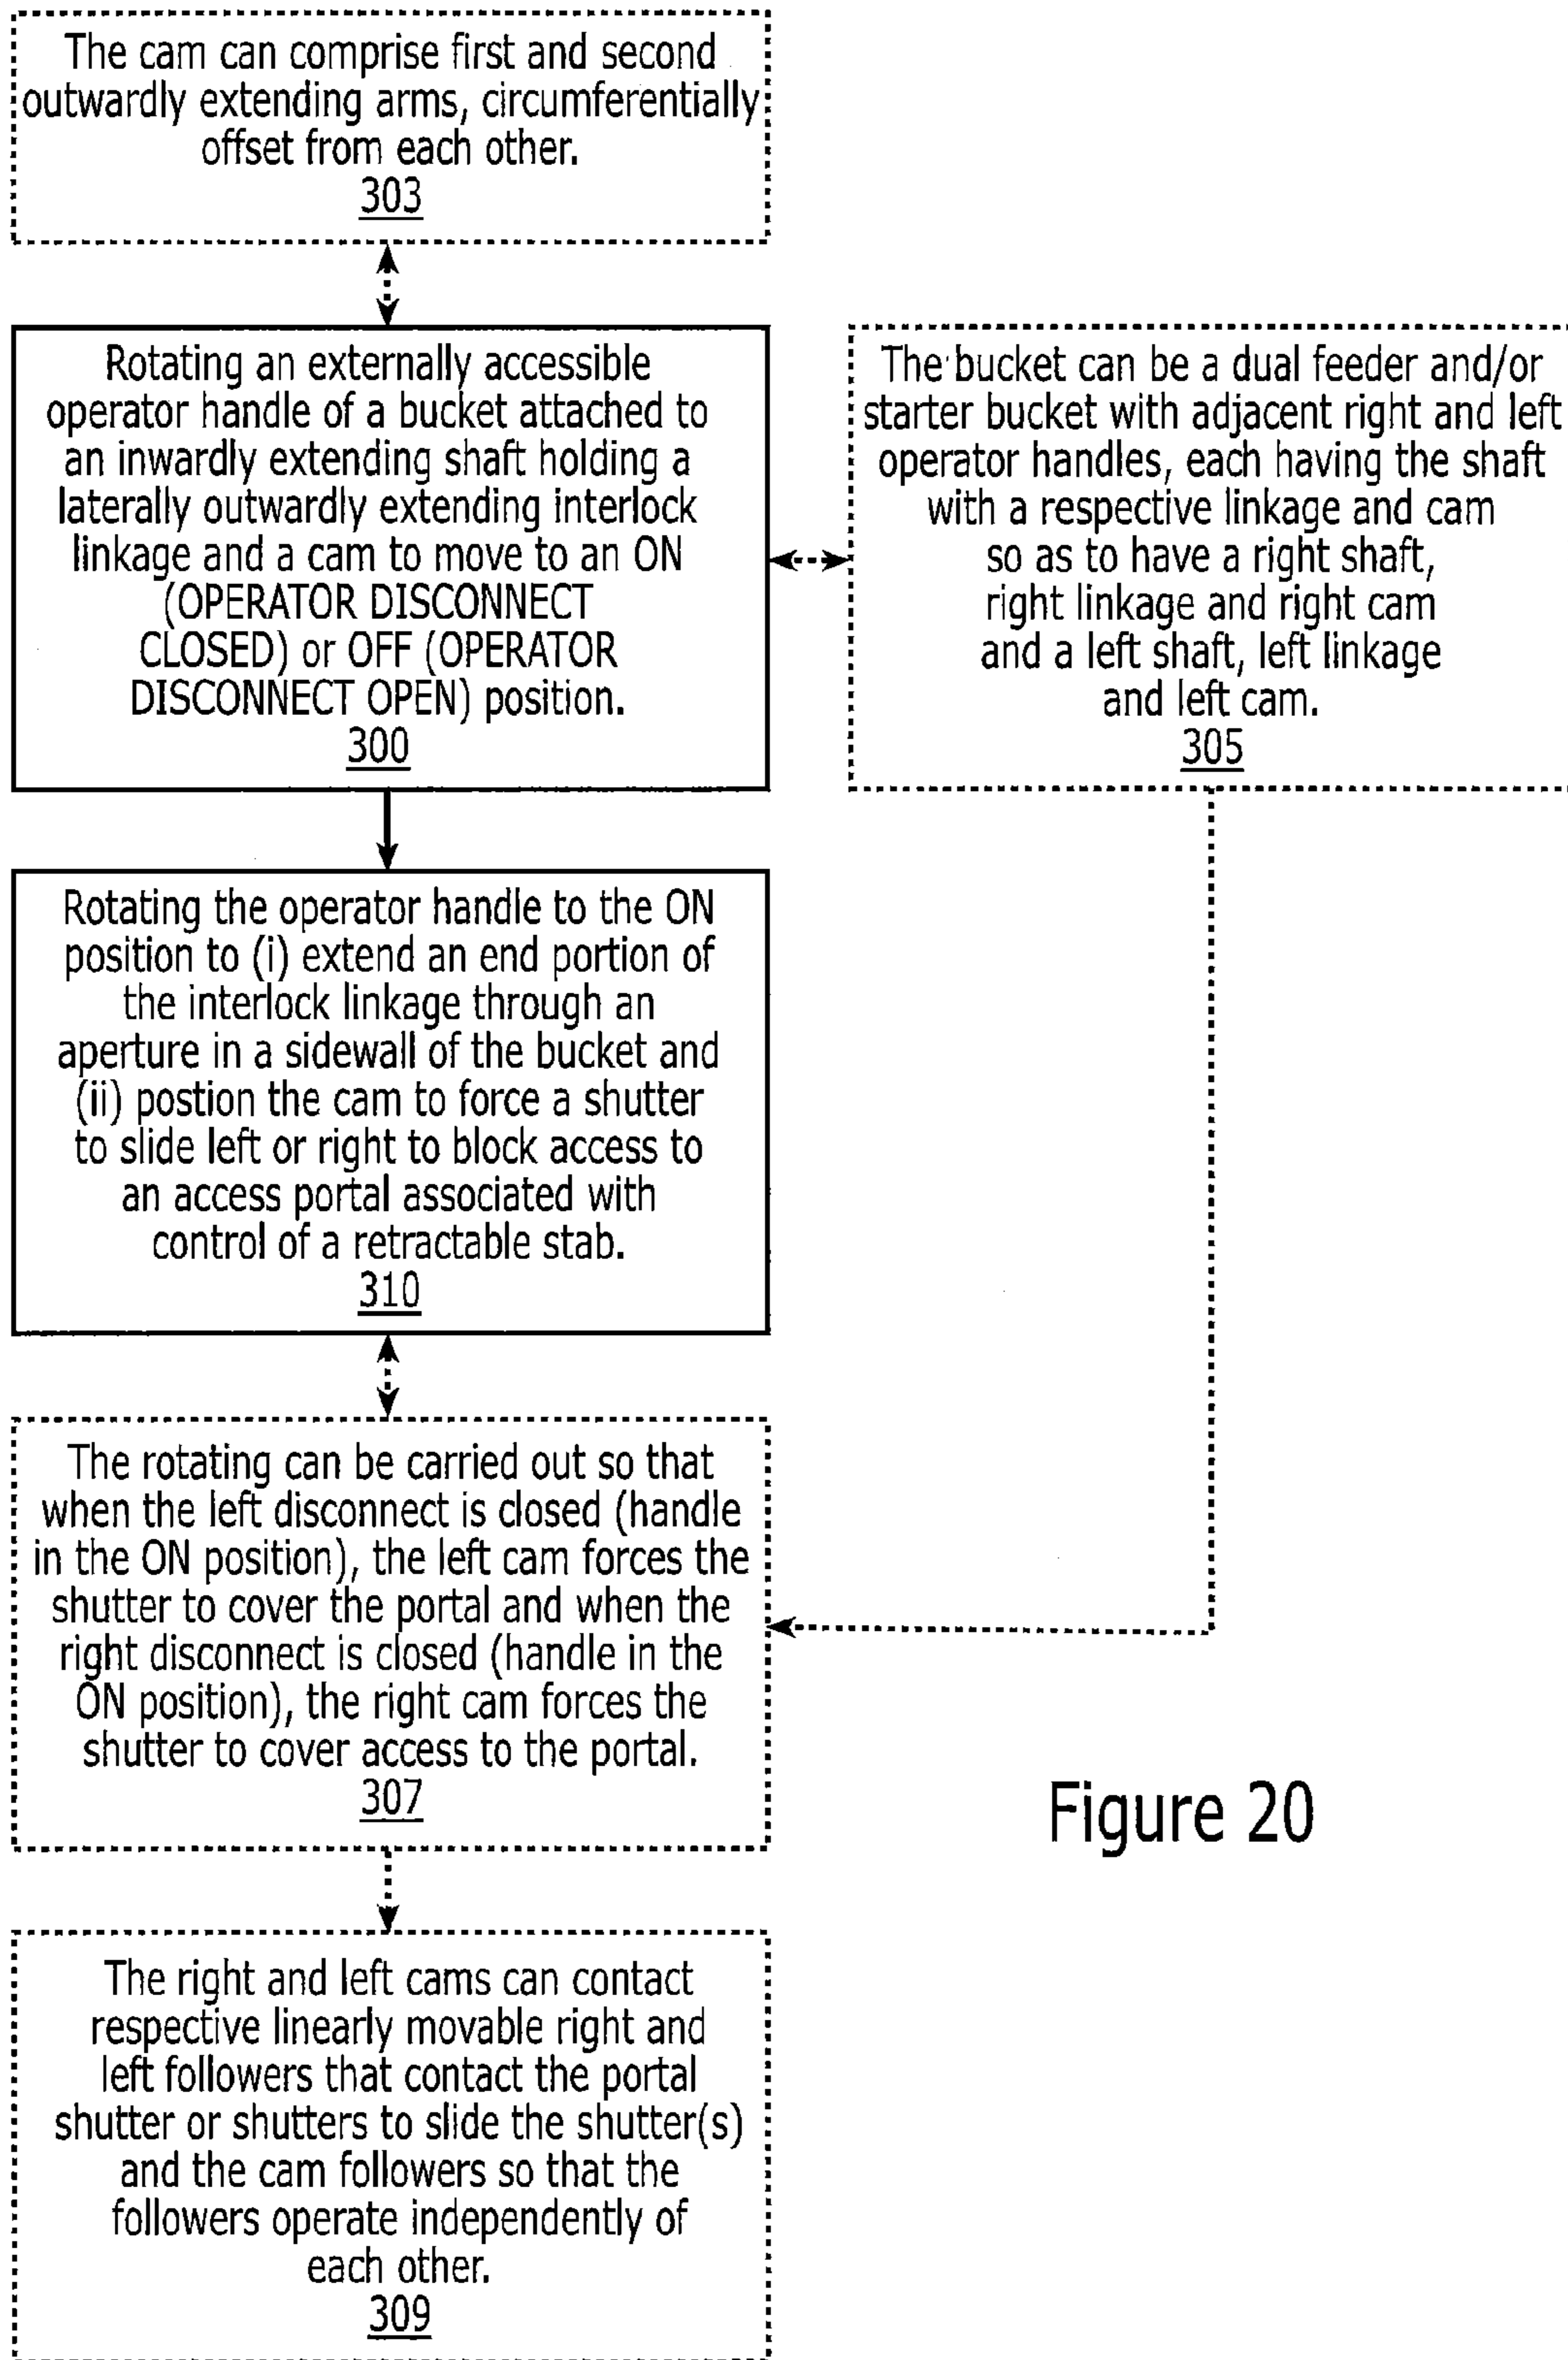 The cam can comprise first and second
outwardly extending arms, circumferentially
offset from each other.
303
Rotating an externally accessible
operator handle of a bucket attached to
an inwardly extending shaft holding a
laterally outwardly extending interlock
linkage and a cam to move to an ON
(OPERATOR DISCONNECT
CLOSED) or OFF (OPERATOR
DISCONNECT OPEN) position.
300
The bucket can be a dual feeder and/or
starter bucket with adjacent right and left
operator handles, each having the shaft
with a respective linkage and cam
so as to have a right shaft,
right linkage and right cam
and a left shaft, left linkage
and left cam.
305
Rotating the operator handle to the ON
position to (i) extend an end portion of
the interlock linkage through an
aperture in a sidewall of the bucket and
(ii) postion the cam to force a shutter
to slide left or right to block access to
an access portal associated with
control of a retractable stab.
310
The rotating can be carried out so that
when the left disconnect is closed (handle
in the ON position), the left cam forces the
shutter to cover the portal and when the
right disconnect is closed (handle in the
ON position), the right cam forces the
shutter to cover access to the portal.
307
The right and left cams can contact
respective linearly movable right and
left followers that contact the portal
shutter or shutters to slide the shutter(s)
and the cam followers so that the
followers operate independently of
each other.
309
Figure 20